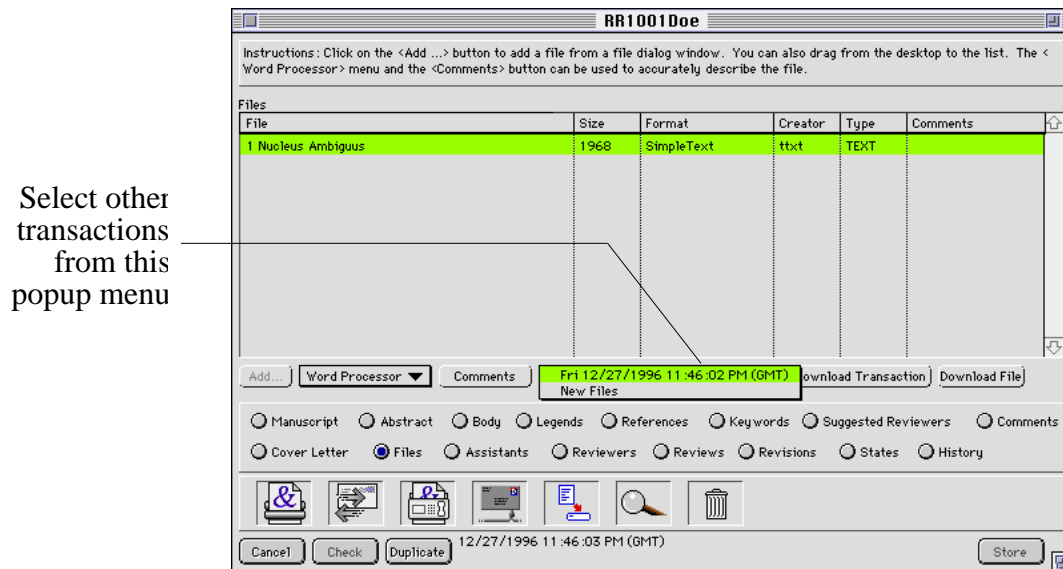 RR1001Doe
Instructions: Click on the <Add ...> button to add a file from a file dialog window. You can also drag from the desktop to the list. The <
Word Processor> menu and the <Comments> button can be used to accurately describe the file.
Files
File Size Format Creator Type Comments
1 Nucleus Ambiguus 1968 SimpleText ttxt TEXT
Select other
transactions
from this
popup menu
Add... Word Processor Comments Fri 12/27/1996 11:46:02 PM (GMT) ownload Transaction Download File
New Files
Manuscript Abstract Body Legends References Keywords Suggested Reviewers Comments
Cover Letter Files Assistants Reviewers Reviews Revisions States History
& &
Cancel Check Duplicate 12/27/1996 11:46:03 PM (GMT) Store